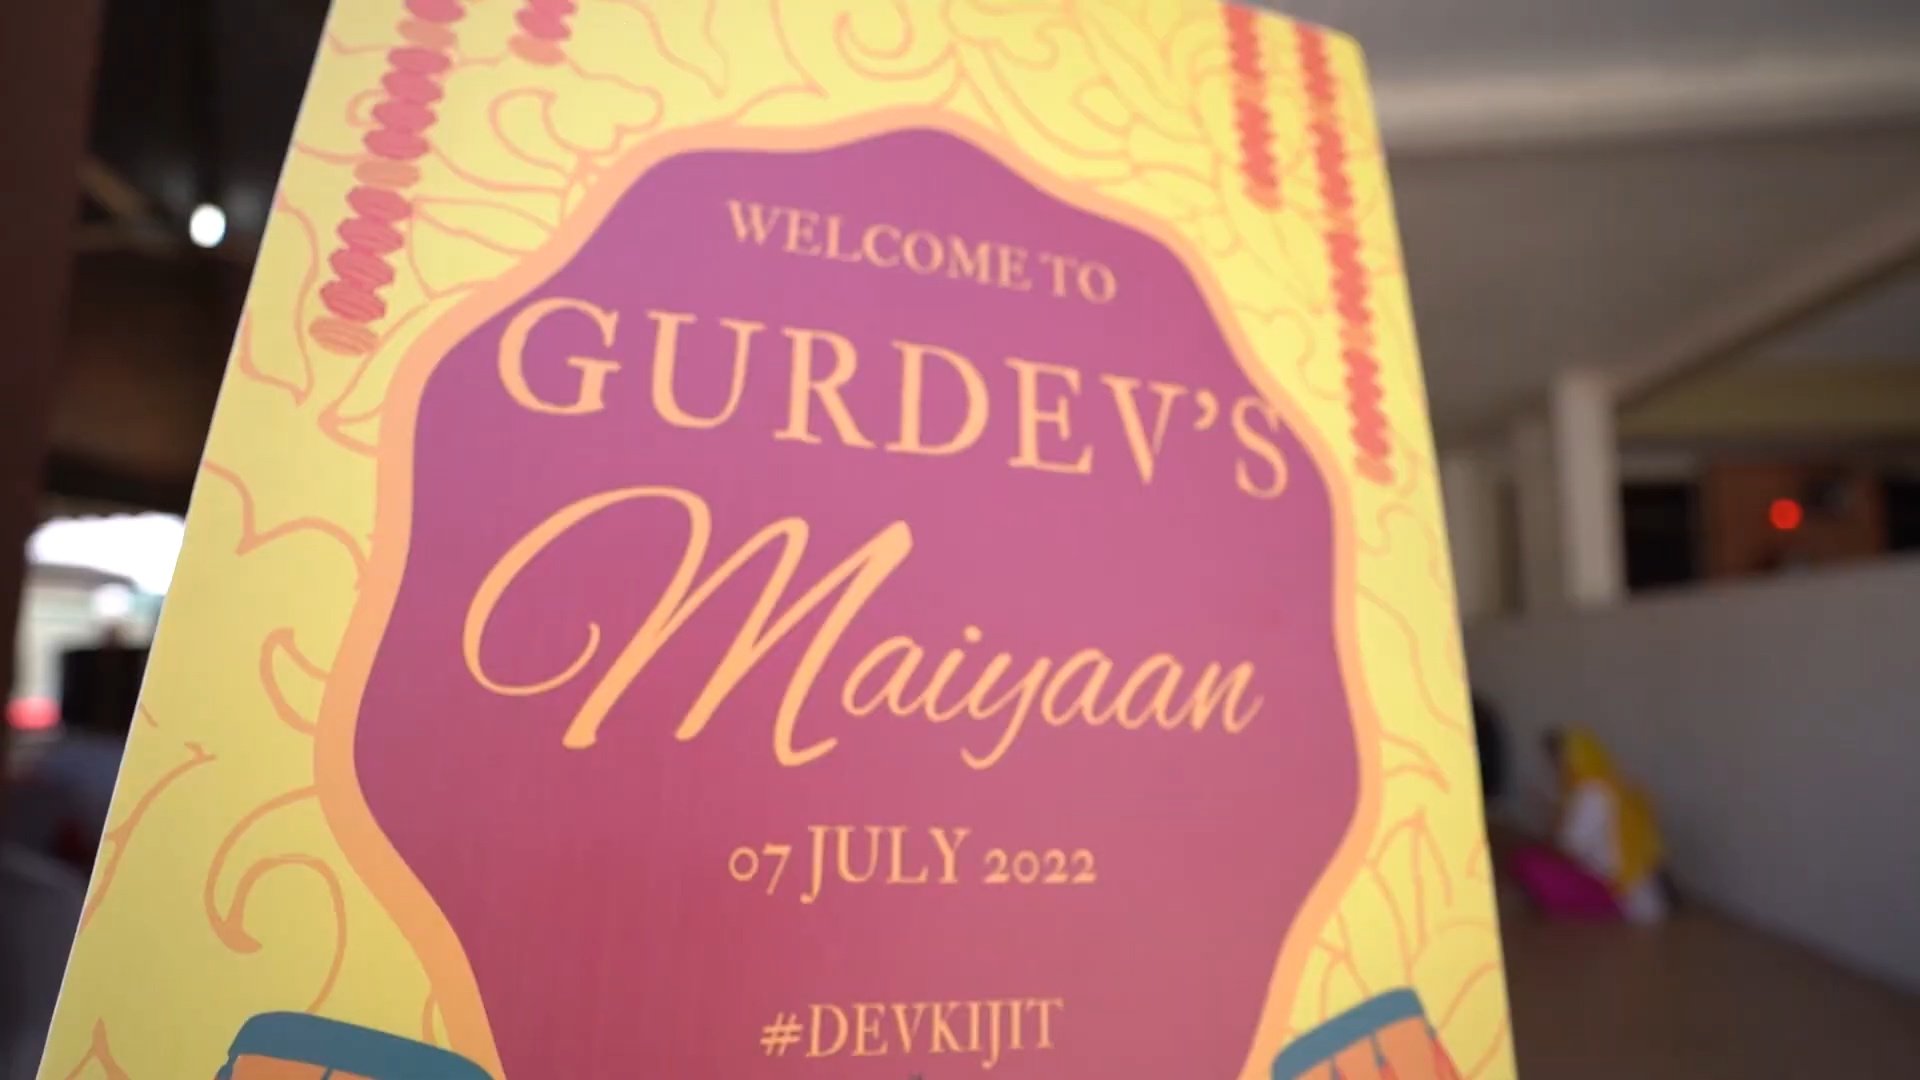 WELCOME TO
GURDEV'S
Maiyaan
07 JULY 2022
#DEVKIJIT